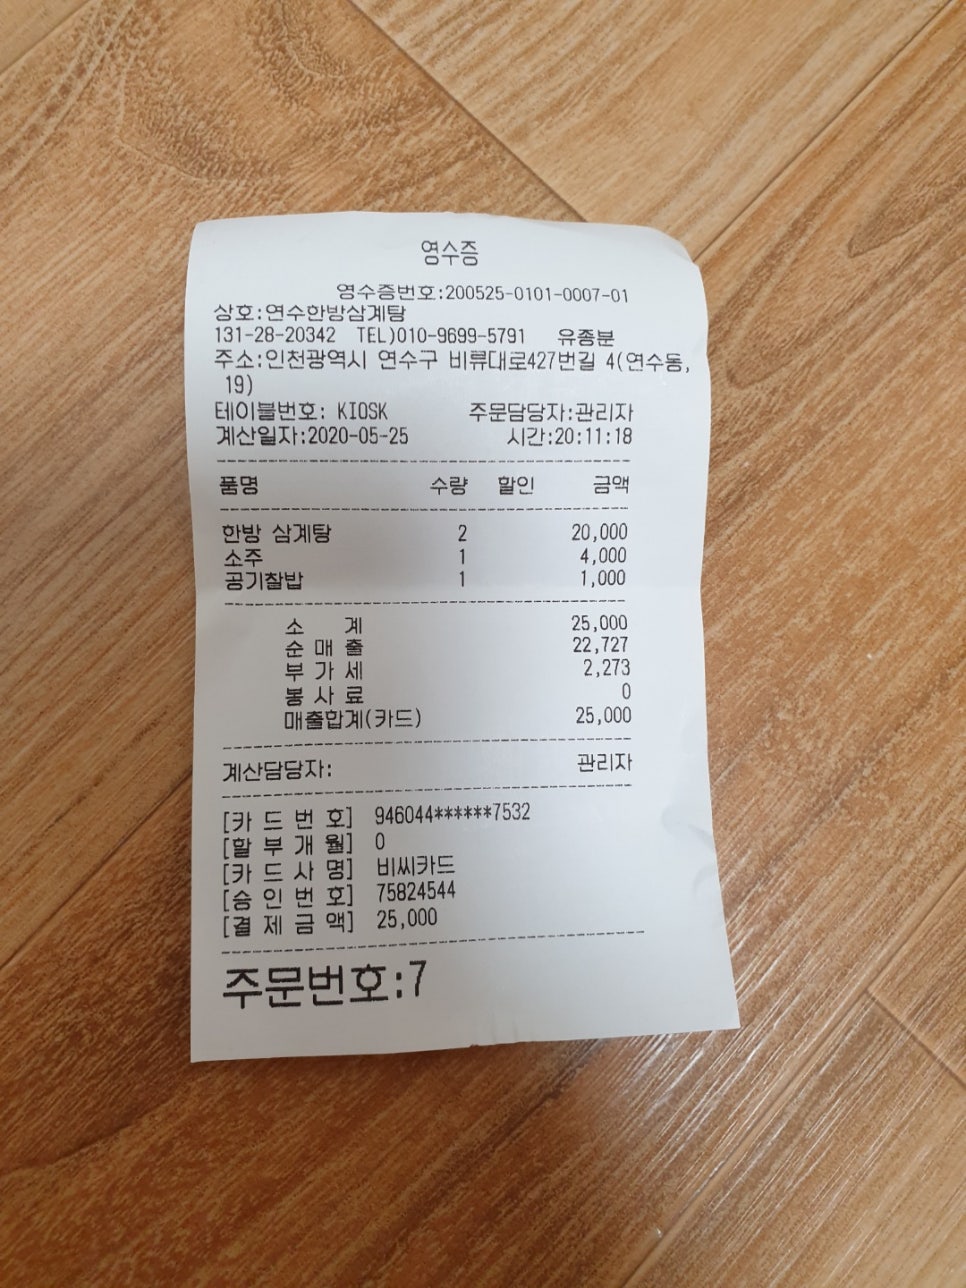 영수증
영수증번호:200525-0101-0007-01
상호:연수한방삼계탕
131-28-20342 TEL)010-9699-5791 유종분
주소:인천광역시 연수구 비류대로427번길 4(연수동,
19)
테이블번호: KIOSK 주문담당자:관리자
계산일자:2020-05-25 시간:20:11:18
품명 수량 할인 금액
한방 삼계탕 2 20,000
소주 1 4,000
공기찰밥 1 1,000
소 계 25,000
순 매 출 22,727
부 가 세 2,273
봉 사 료 0
매출합계(카드) 25,000
계산담당자: 관리자
[카 드 번 호] 946044******7532
[할 부 개 월] 0
[카 드 사 명] 비씨카드
[승 인 번 호] 75824544
[결 제 금 액] 25,000
주문번호:7